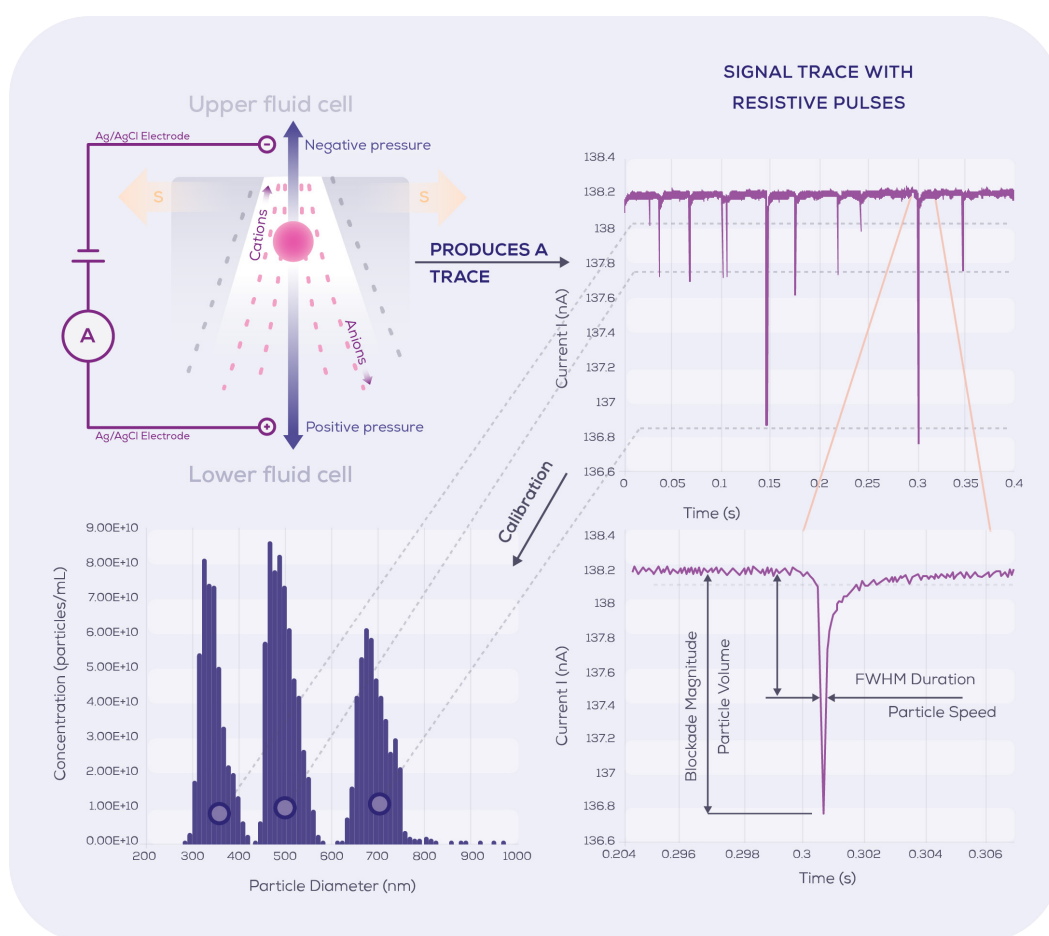 SIGNAL TRACE WITH
RESISTIVE PULSES
Upper fluid cell
Ag/AgCl Electrode
−
Negative pressure
S
S
Cations
Anions
A
+
Ag/AgCl Electrode
Positive pressure
Lower fluid cell
PRODUCES A
TRACE
138.4
138.2
138
137.8
137.6
137.4
137.2
137
136.8
136.6
Current I (nA)
0 0.05 0.1 0.15 0.2 0.25 0.3 0.35 0.4
Time (s)
Calibration
9.00E+10
8.00E+10
7.00E+10
6.00E+10
5.00E+10
4.00E+10
3.00E+10
2.00E+10
1.00E+10
0.00E+10
Concentration (particles/mL)
200 300 400 500 600 700 800 900 1000
Particle Diameter (nm)
138.4
138.2
138
137.8
137.6
137.4
137.2
137
136.8
136.6
Current I (nA)
Blockade Magnitude
Particle Volume
FWHM Duration
Particle Speed
0.204 0.296 0.298 0.3 0.302 0.304 0.306
Time (s)